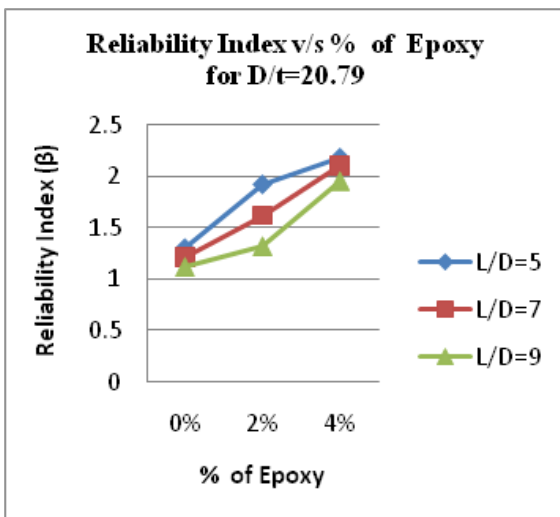 Reliability Index v/s % of Epoxy
for D/t=20.79
2.5
2
1.5
1
0.5
0
Reliability Index (β)
0% 2% 4%
% of Epoxy
L/D=5
L/D=7
L/D=9